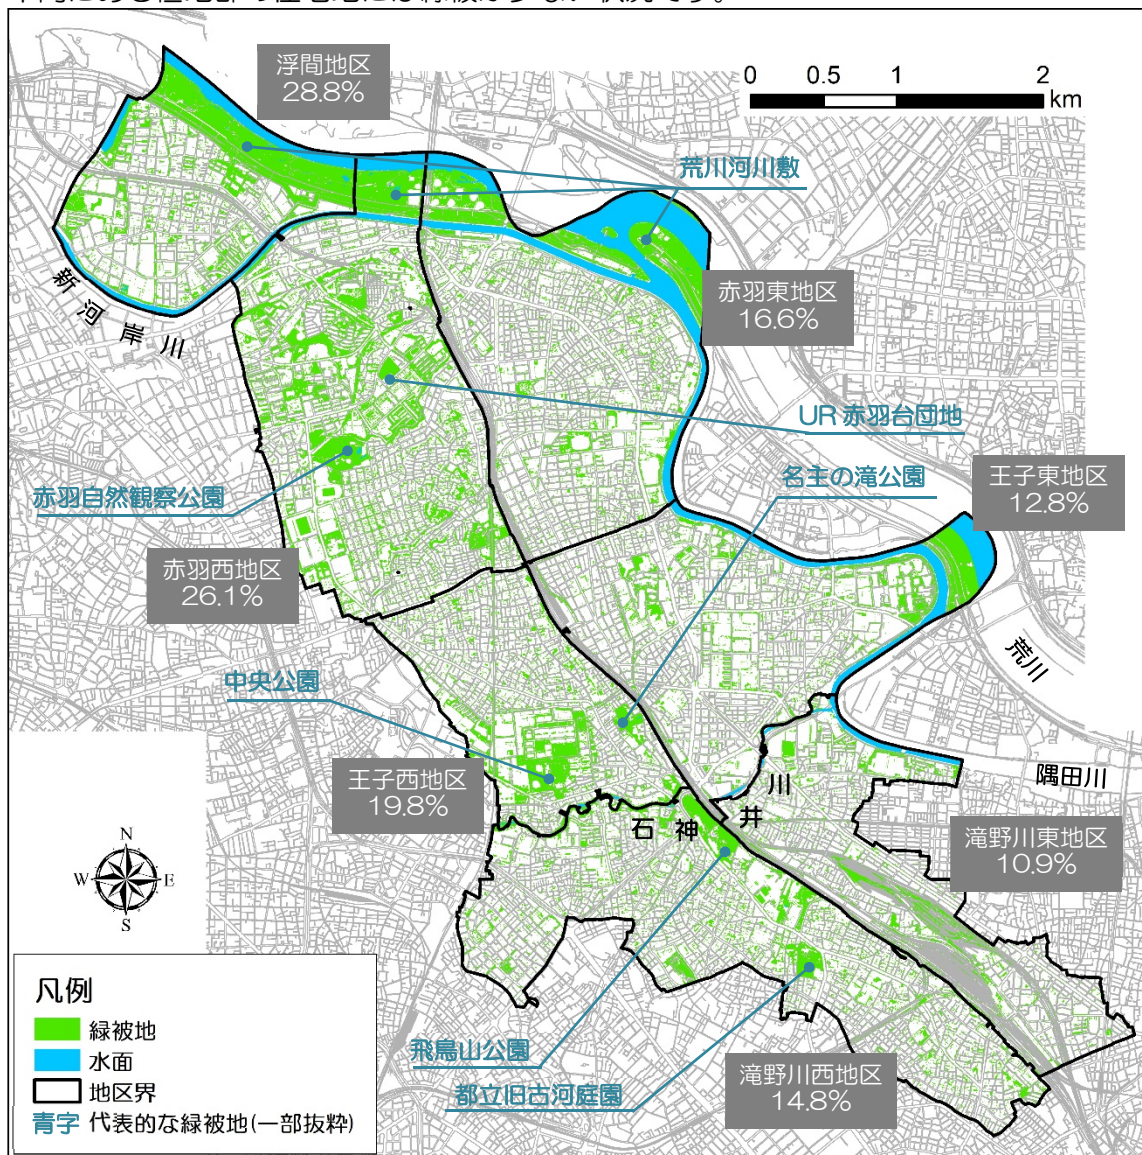 浮間地区
28.8%
0 0.5 1 2
km
荒川河川敷
新河岸川
赤羽東地区
16.6%
UR 赤羽台団地
名主の滝公園
赤羽自然観察公園
王子東地区
12.8%
赤羽西地区
26.1%
荒川
中央公園
王子西地区
19.8%
隅田川
石神井川
滝野川東地区
10.9%
N
W E
S
飛鳥山公園
都立旧古河庭園
滝野川西地区
14.8%
凡例
緑被地
水面
地区界
青字 代表的な緑被地(一部抜粋)